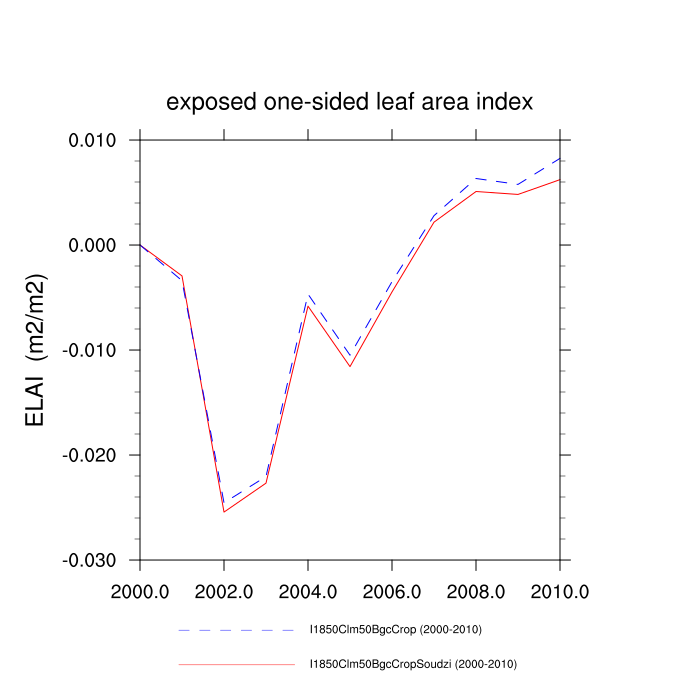 exposed one-sided leaf area index
0.010
0.000
-0.010
-0.020
-0.030
ELAI (m2/m2)
2000.0 2002.0 2004.0 2006.0 2008.0 2010.0
I1850Clm50BgcCrop (2000-2010)
I1850Clm50BgcCropSoudzi (2000-2010)